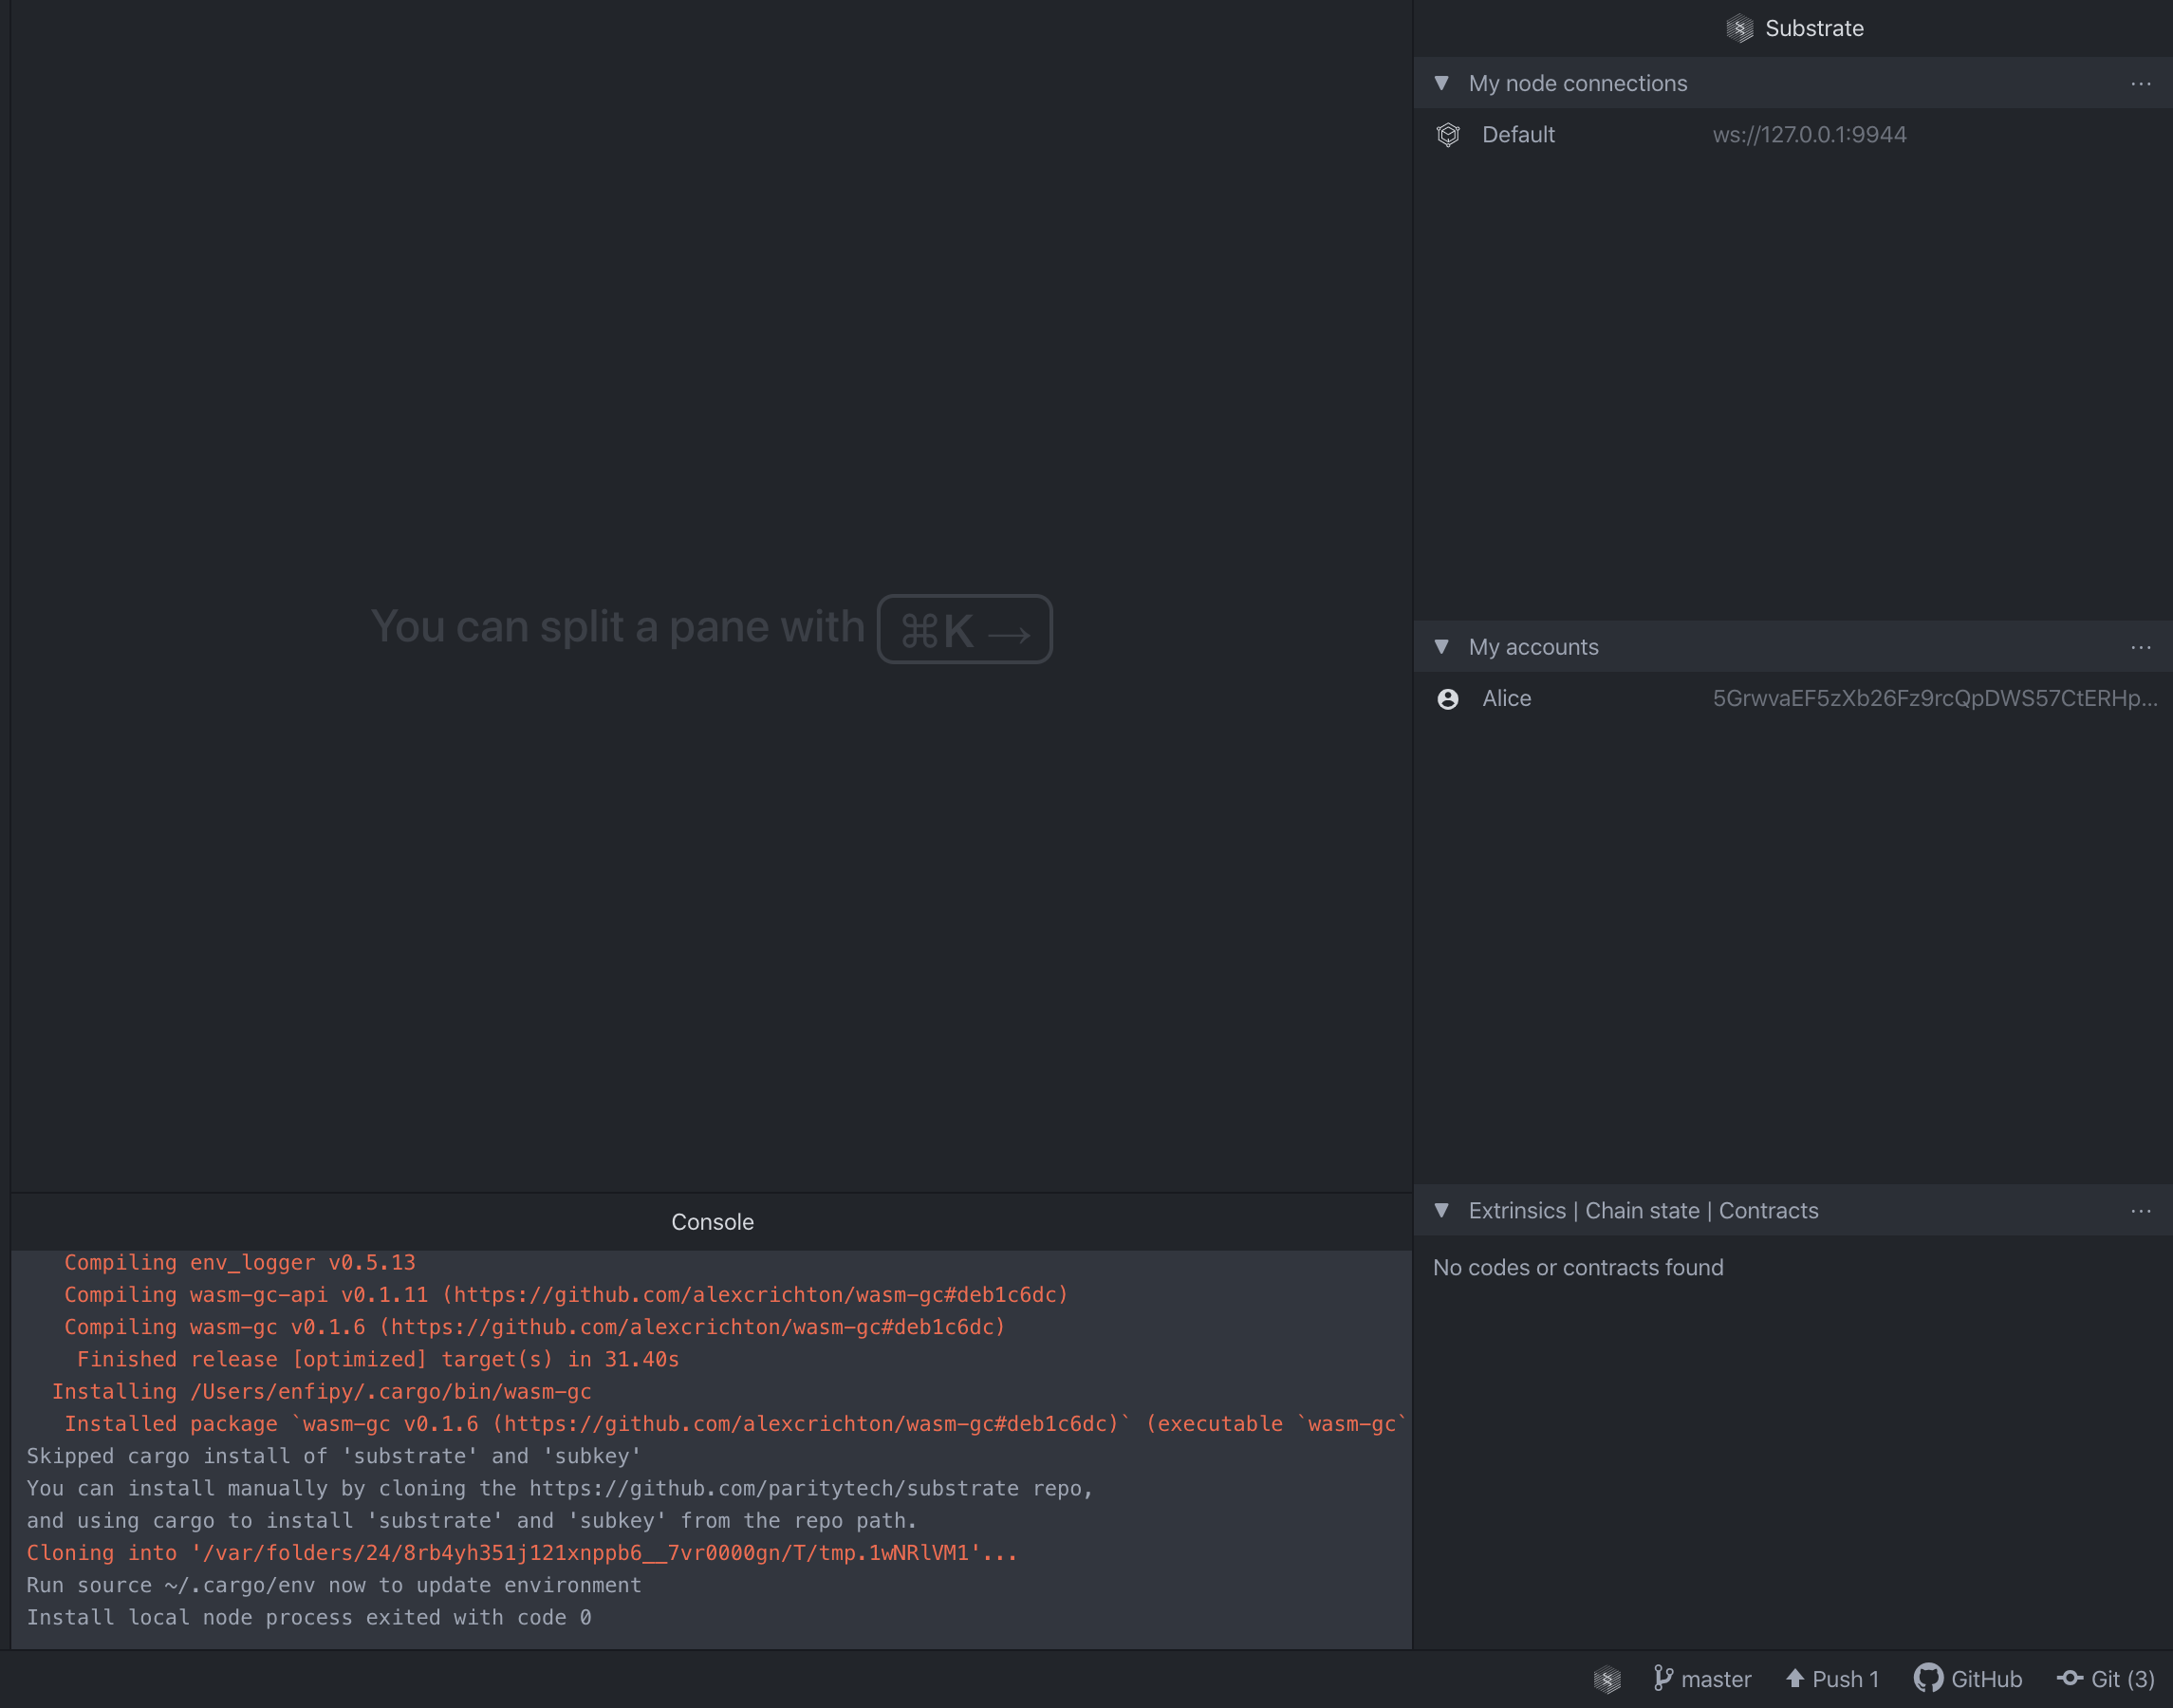 You can split a pane with ⌘K →
Console
Compiling env_logger v0.5.13
Compiling wasm-gc-api v0.1.11 (https://github.com/alexcrichton/wasm-gc#deb1c6dc)
Compiling wasm-gc v0.1.6 (https://github.com/alexcrichton/wasm-gc#deb1c6dc)
Finished release [optimized] target(s) in 31.40s
Installing /Users/enfipy/.cargo/bin/wasm-gc
Installed package `wasm-gc v0.1.6 (https://github.com/alexcrichton/wasm-gc#deb1c6dc)` (executable `wasm-gc`
Skipped cargo install of 'substrate' and 'subkey'
You can install manually by cloning the https://github.com/paritytech/substrate repo,
and using cargo to install 'substrate' and 'subkey' from the repo path.
Cloning into '/var/folders/24/8rb4yh351j121xnppb6__7vr0000gn/T/tmp.1wNRlVM1'...
Run source ~/.cargo/env now to update environment
Install local node process exited with code 0
Substrate
My node connections ...
Default ws://127.0.0.1:9944
My accounts ...
Alice 5GrwvaEF5zXb26Fz9rcQpDWS57CtERHp...
Extrinsics | Chain state | Contracts ...
No codes or contracts found
master Push 1 GitHub Git (3)